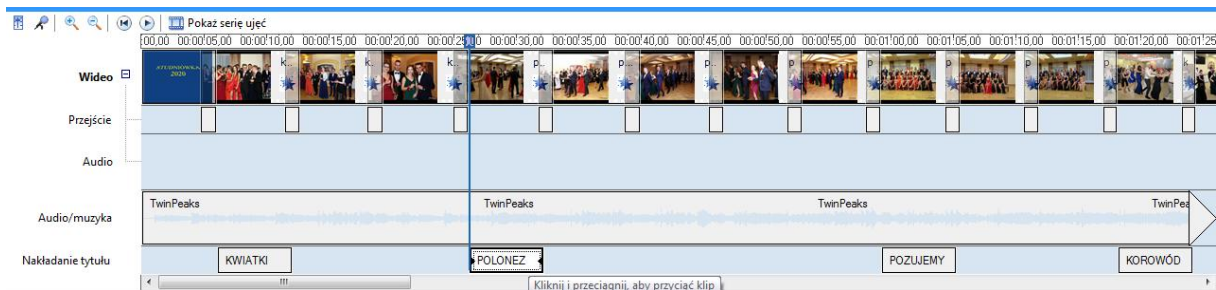 Pokaż serię ujęć
00:00,00 00:00:05,00 00:00:10,00 00:00:15,00 00:00:20,00 00:00:25,00 00:00:30,00 00:00:35,00 00:00:40,00 00:00:45,00 00:00:50,00 00:00:55,00 00:01:00,00 00:01:05,00 00:01:10,00 00:01:15,00 00:01:20,00 00:01:25
Wideo
STUDNIÓWKA
2020
k... k. k... p... p... p.. p p p p p. k..
Przejście
Audio
Audio/muzyka
TwinPeaks TwinPeaks TwinPeaks TwinPea
Nakładanie tytułu
KWIATKI POLONEZ POZUJEMY KOROWÓD
Kliknij i przeciągnij, aby przyciąć klip